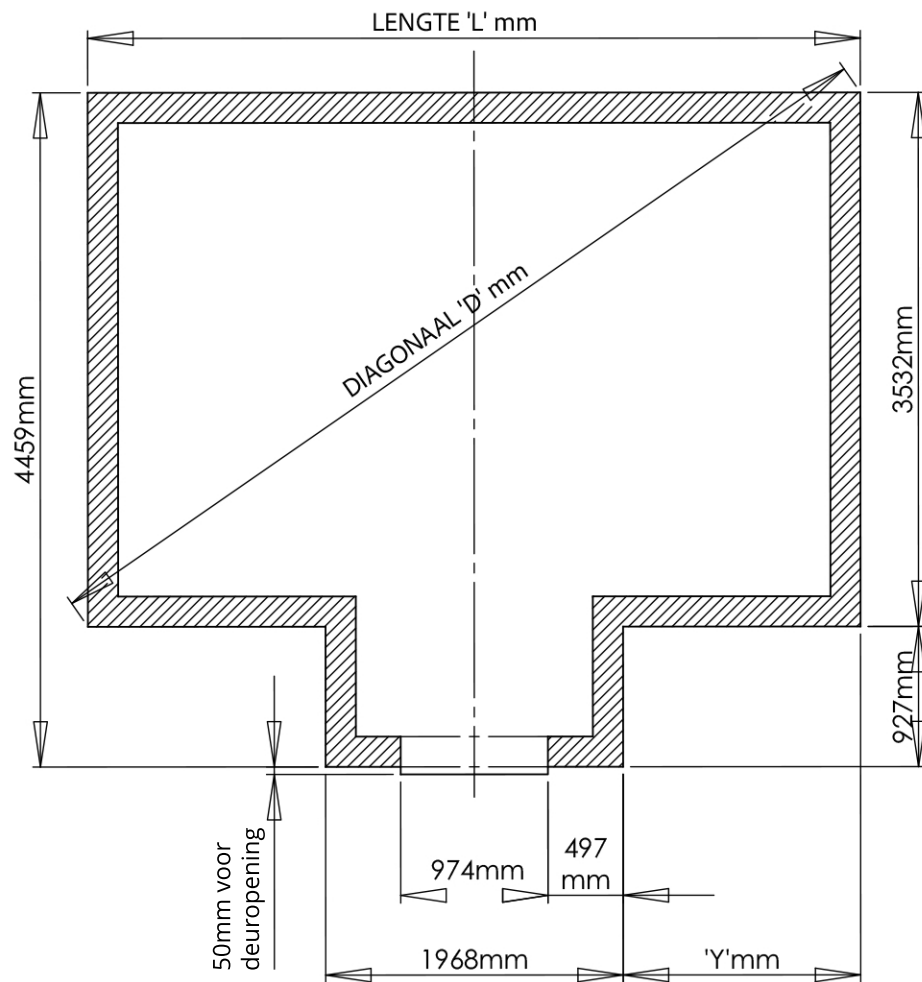 LENGTE 'L' mm
DIAGONAAL 'D' mm
4459mm
3532mm
927mm
50mm voor
deuropening
974mm
497
mm
1968mm
'Y'mm